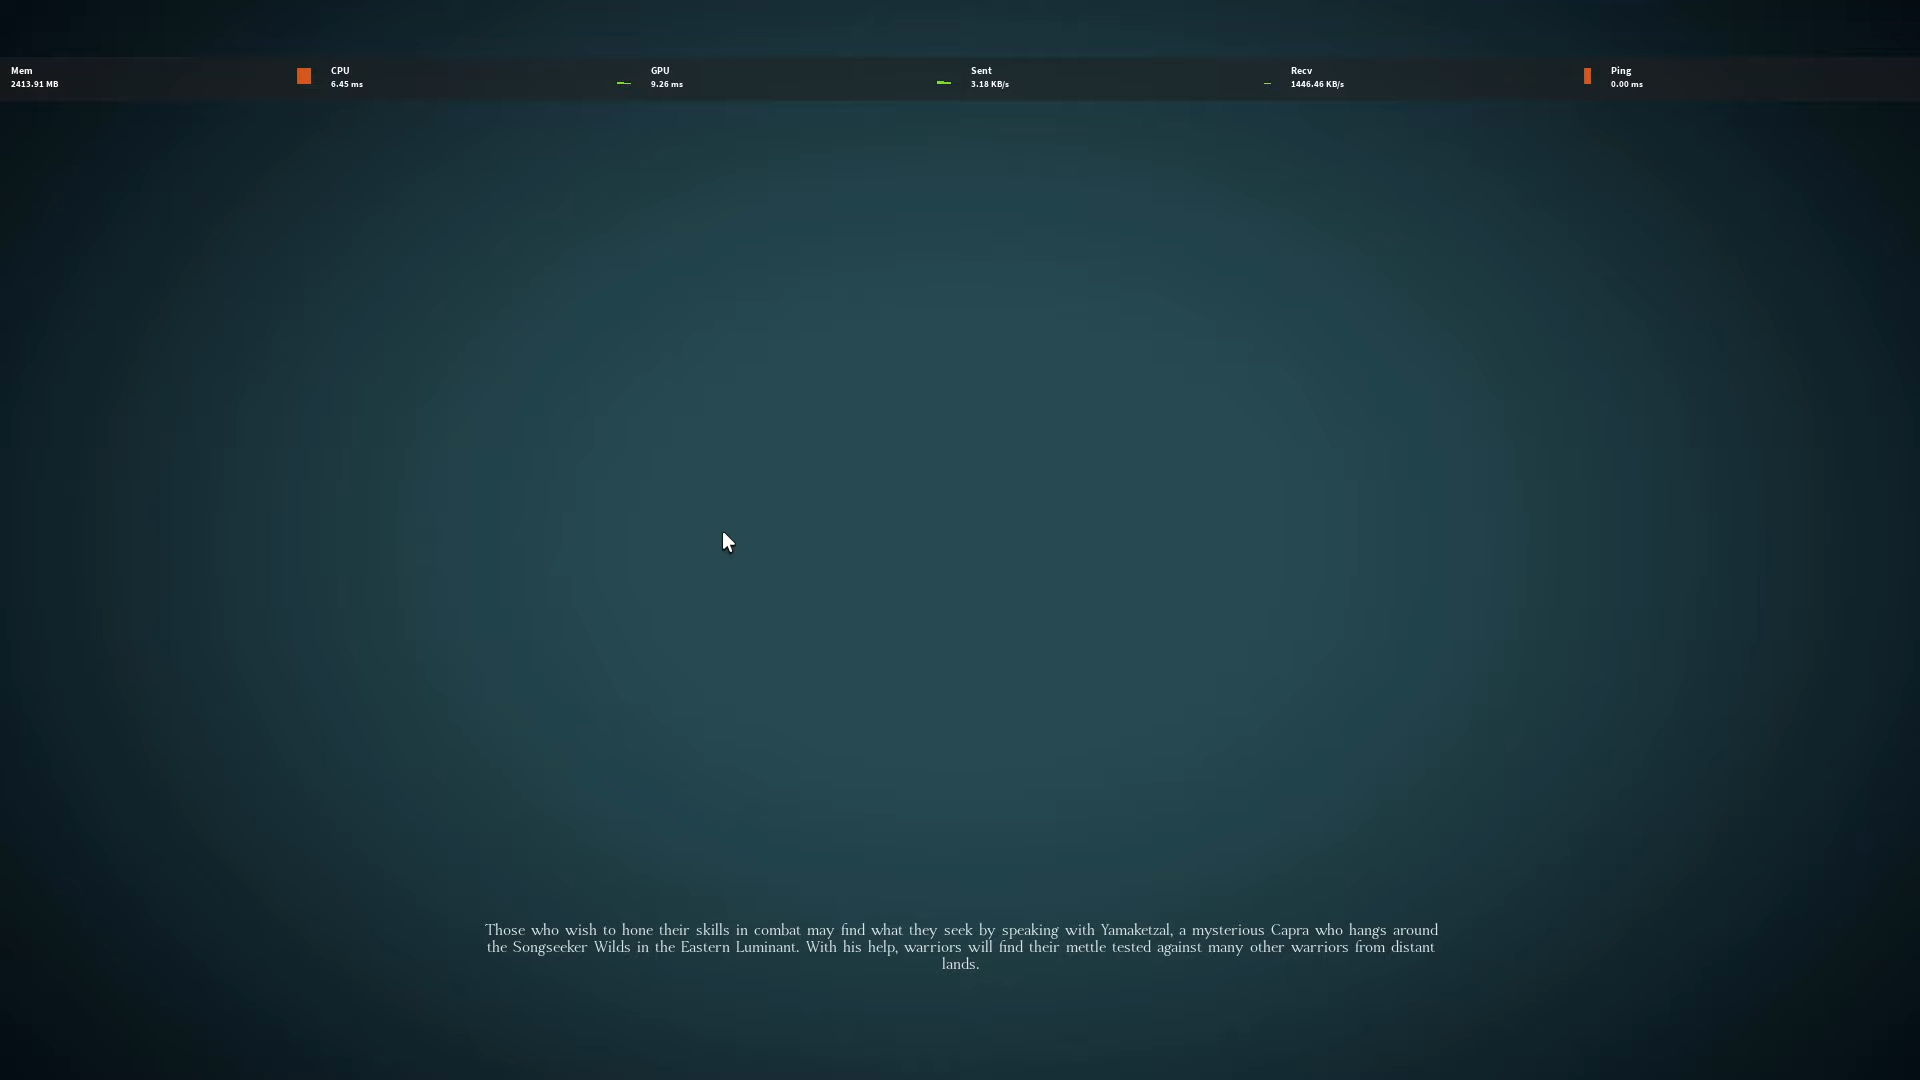 Mem
2413.91 MB
CPU
6.45 ms
GPU
9.26 ms
Sent
3.18 KB/s
Recv
1446.46 KB/s
Ping
0.00 ms
Those who wish to hone their skills in combat may find what they seek by speaking with Yamaketzal, a mysterious Capra who hangs around
the Songseeker Wilds in the Eastern Luminant. With his help, warriors will find their mettle tested against many other warriors from distant
lands.